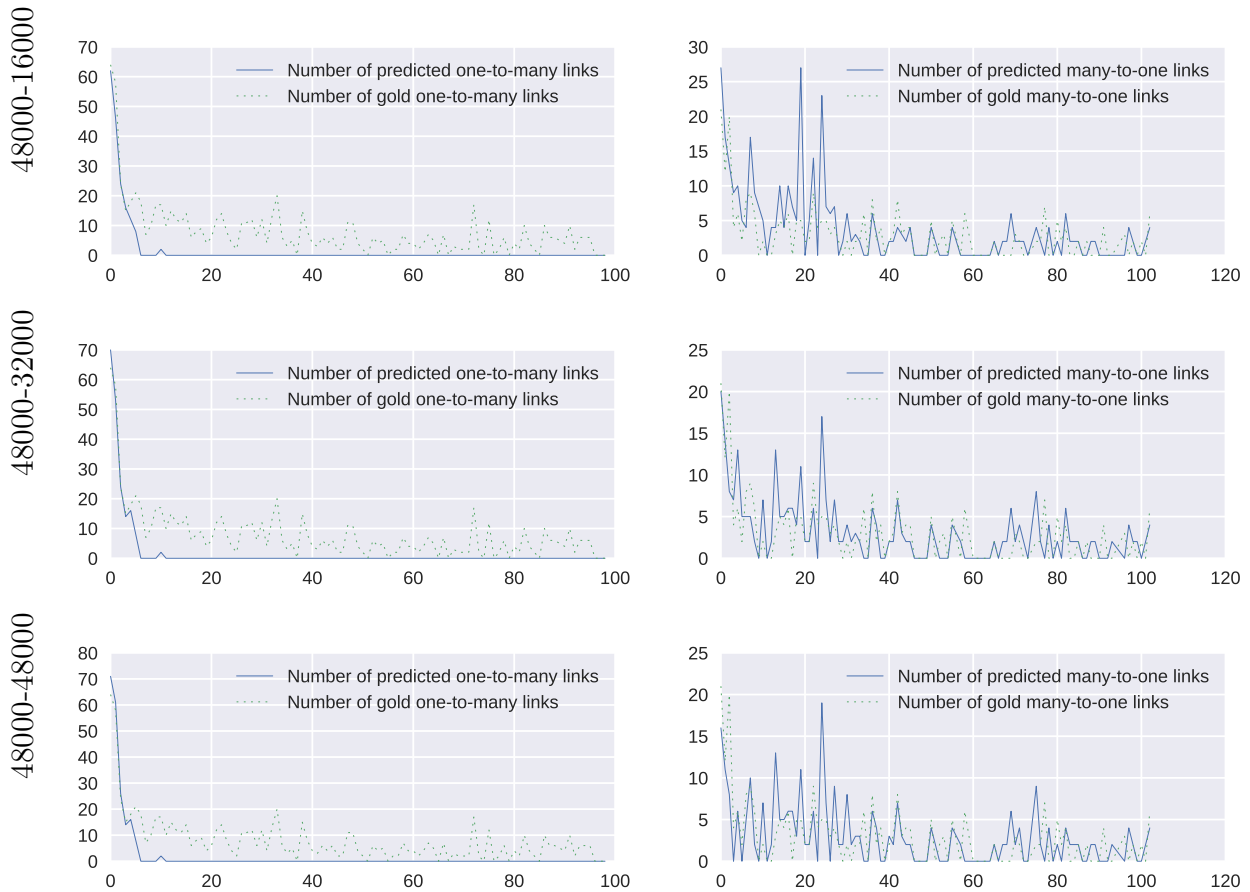 48000-16000
70
60
50
40
30
20
10
0
0 20 40 60 80 100
Number of predicted one-to-many links
Number of gold one-to-many links
30
25
20
15
10
5
0
0 20 40 60 80 100 120
Number of predicted many-to-one links
Number of gold many-to-one links
48000-32000
70
60
50
40
30
20
10
0
0 20 40 60 80 100
Number of predicted one-to-many links
Number of gold one-to-many links
25
20
15
10
5
0
0 20 40 60 80 100 120
Number of predicted many-to-one links
Number of gold many-to-one links
48000-48000
80
70
60
50
40
30
20
10
0
0 20 40 60 80 100
Number of predicted one-to-many links
Number of gold one-to-many links
25
20
15
10
5
0
0 20 40 60 80 100 120
Number of predicted many-to-one links
Number of gold many-to-one links